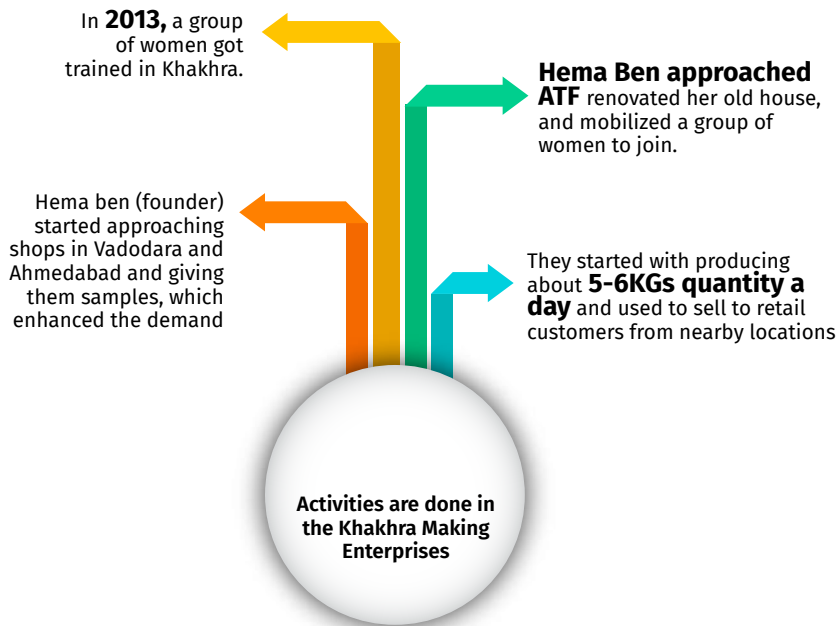 In 2013, a group
of women got
trained in Khakhra.
Hema Ben approached
ATF renovated her old house,
and mobilized a group of
women to join.
Hema ben (founder)
started approaching
shops in Vadodara and
Ahmedabad and giving
them samples, which
enhanced the demand
They started with producing
about 5-6KGs quantity a
day and used to sell to retail
customers from nearby locations
Activities are done in
the Khakhra Making
Enterprises